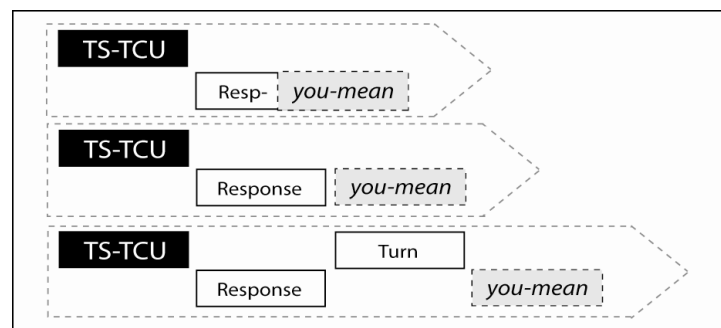 TS-TCU
Resp- you-mean
TS-TCU
Response you-mean
TS-TCU
Turn
Response
you-mean